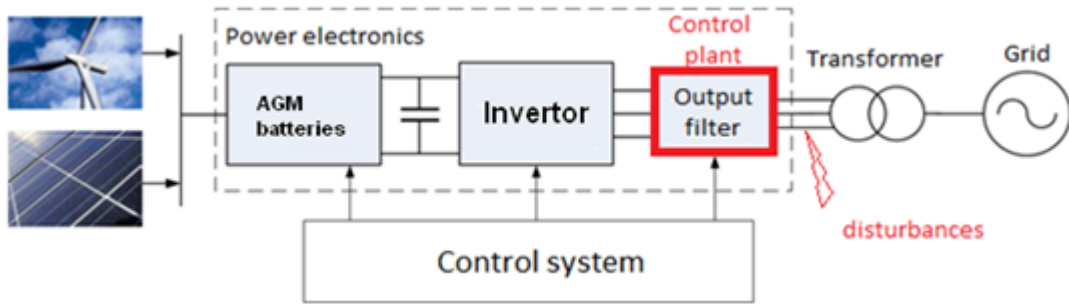 Power electronics
Control
plant
Transformer
Grid
AGM
batteries
Invertor
Output
filter
disturbances
Control system